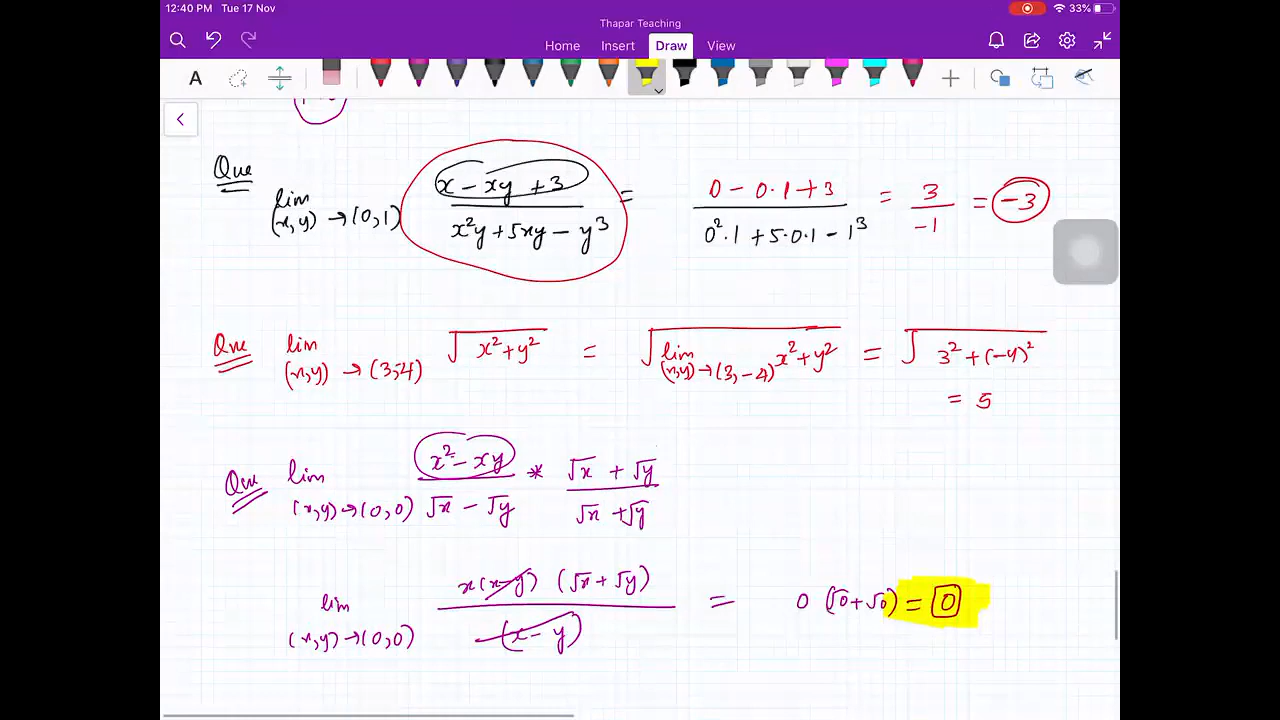 12:40 PM Tue 17 Nov 33%
Thapar Teaching
Home Insert Draw View
A
Que lim (x,y) → (0,1) x - xy + 3 / x²y + 5xy - y³ = 0 - 0.1 + 3 / 0².1 + 5.0.1 - 1³ = 3 / -1 = -3
Que lim (x,y) → (3,-4) √x² + y² = √lim (x,y) → (3,-4) x² + y² = √3² + (-4)²
= 5
Que lim (x,y) → (0,0) x² - xy / √x - √y * √x + √y / √x + √y
lim (x,y) → (0,0) x(x-y) (√x + √y) / (x - y) = 0 (√0 + √0) = 0